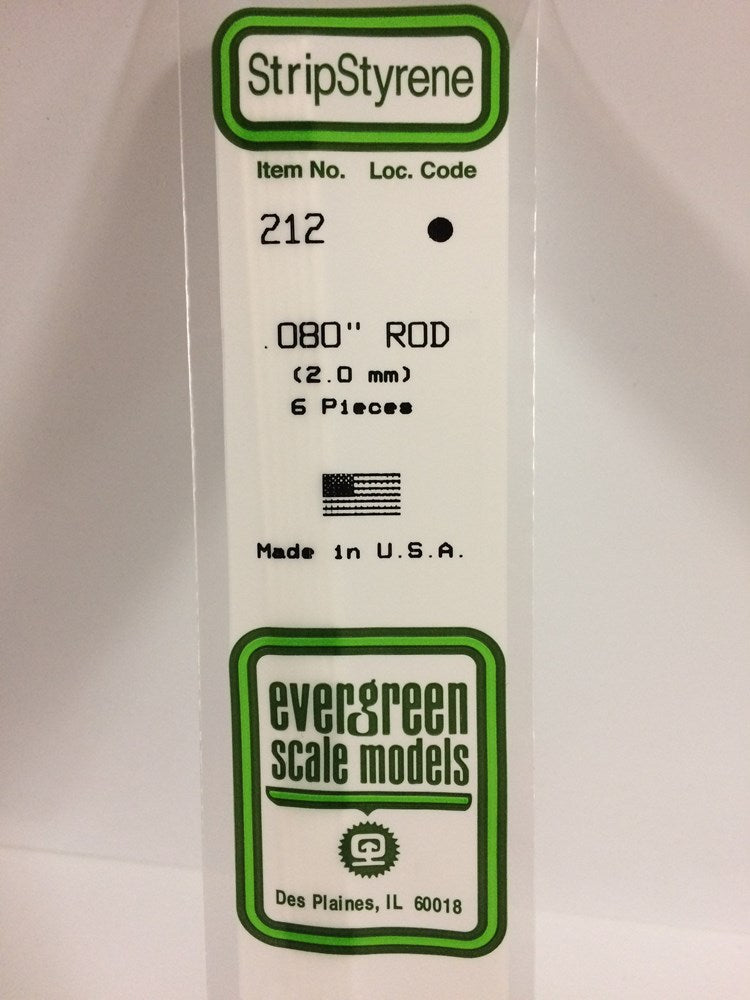 StripStyrene
Item No. Loc. Code
212
.080" ROD
(2.0 mm)
6 Pieces
Made in U.S.A.
evergreen
scale models
Des Plaines, IL 60018